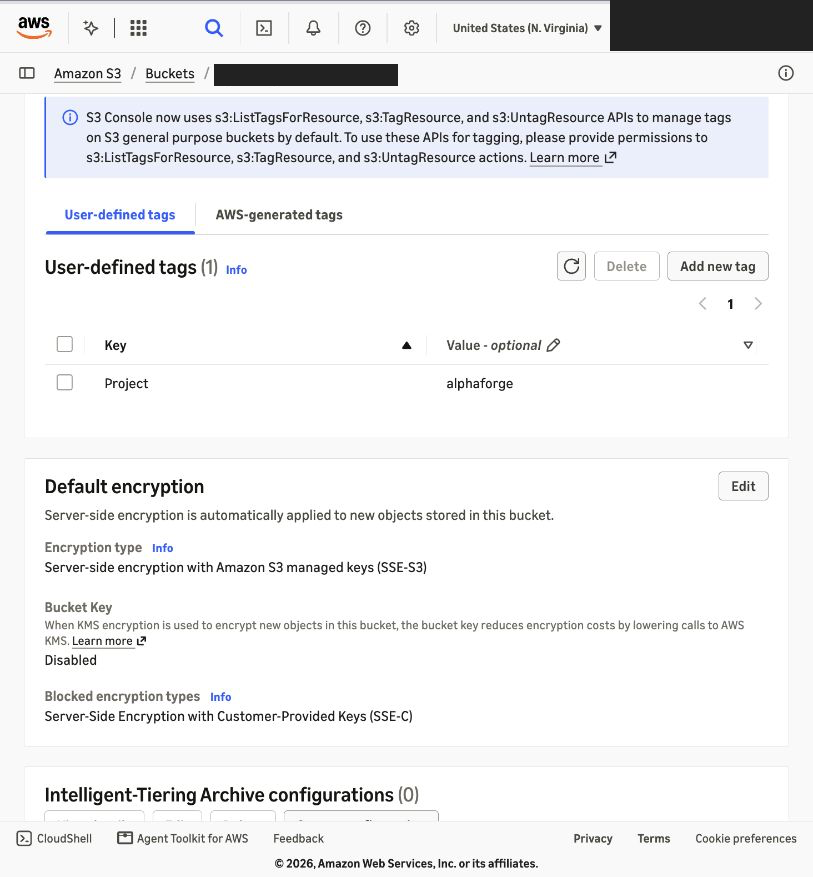 aws
United States (N. Virginia) ▼
Amazon S3 / Buckets /
S3 Console now uses s3:ListTagsForResource, s3:TagResource, and s3:UntagResource APIs to manage tags
on S3 general purpose buckets by default. To use these APIs for tagging, please provide permissions to
s3:ListTagsForResource, s3:TagResource, and s3:UntagResource actions. Learn more
User-defined tags AWS-generated tags
User-defined tags (1) Info Delete Add new tag
1
Key Value - optional
Project alphaforge
Default encryption Edit
Server-side encryption is automatically applied to new objects stored in this bucket.
Encryption type Info
Server-side encryption with Amazon S3 managed keys (SSE-S3)
Bucket Key
When KMS encryption is used to encrypt new objects in this bucket, the bucket key reduces encryption costs by lowering calls to AWS
KMS. Learn more
Disabled
Blocked encryption types Info
Server-Side Encryption with Customer-Provided Keys (SSE-C)
Intelligent-Tiering Archive configurations (0)
CloudShell Agent Toolkit for AWS Feedback Privacy Terms Cookie preferences
© 2026, Amazon Web Services, Inc. or its affiliates.